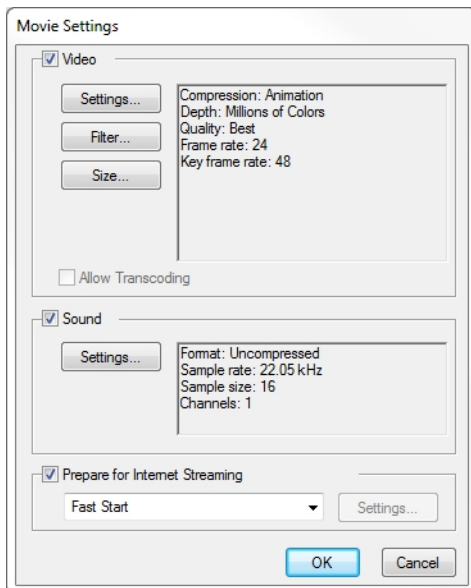 Movie Settings
Video
Settings...
Filter...
Size...
Compression: Animation
Depth: Millions of Colors
Quality: Best
Frame rate: 24
Key frame rate: 48
Allow Transcoding
Sound
Settings...
Format: Uncompressed
Sample rate: 22.05 kHz
Sample size: 16
Channels: 1
Prepare for Internet Streaming
Fast Start
Settings...
OK
Cancel